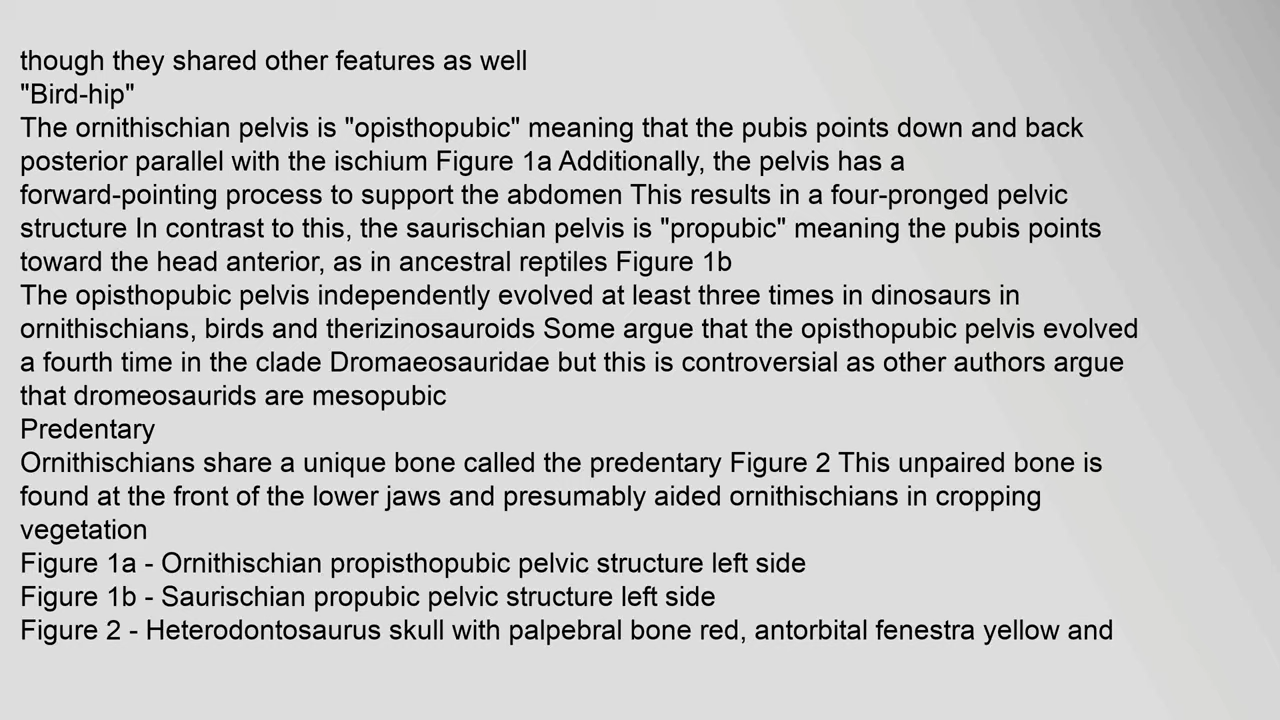 though they shared other features as well
"Bird-hip"
The ornithischian pelvis is "opisthopubic" meaning that the pubis points down and back
posterior parallel with the ischium Figure 1a Additionally, the pelvis has a
forward-pointing process to support the abdomen This results in a four-pronged pelvic
structure In contrast to this, the saurischian pelvis is "propubic" meaning the pubis points
toward the head anterior, as in ancestral reptiles Figure 1b
The opisthopubic pelvis independently evolved at least three times in dinosaurs in
ornithischians, birds and therizinosauroids Some argue that the opisthopubic pelvis evolved
a fourth time in the clade Dromaeosauridae but this is controversial as other authors argue
that dromeosaurids are mesopubic
Predentary
Ornithischians share a unique bone called the predentary Figure 2 This unpaired bone is
found at the front of the lower jaws and presumably aided ornithischians in cropping
vegetation
Figure 1a - Ornithischian propisthopubic pelvic structure left side
Figure 1b - Saurischian propubic pelvic structure left side
Figure 2 - Heterodontosaurus skull with palpebral bone red, antorbital fenestra yellow and